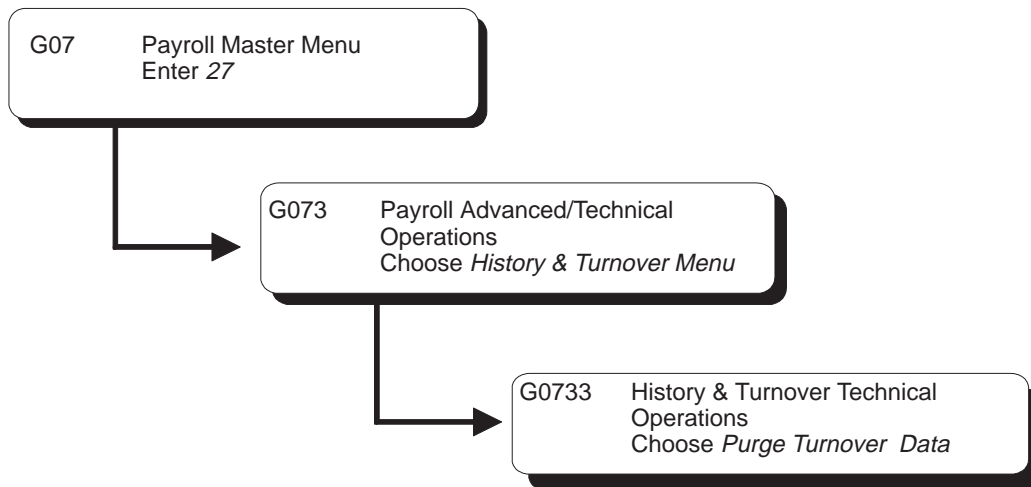 G07 Payroll Master Menu
Enter 27
G073 Payroll Advanced/Technical
Operations
Choose History & Turnover Menu
G0733 History & Turnover Technical
Operations
Choose Purge Turnover Data